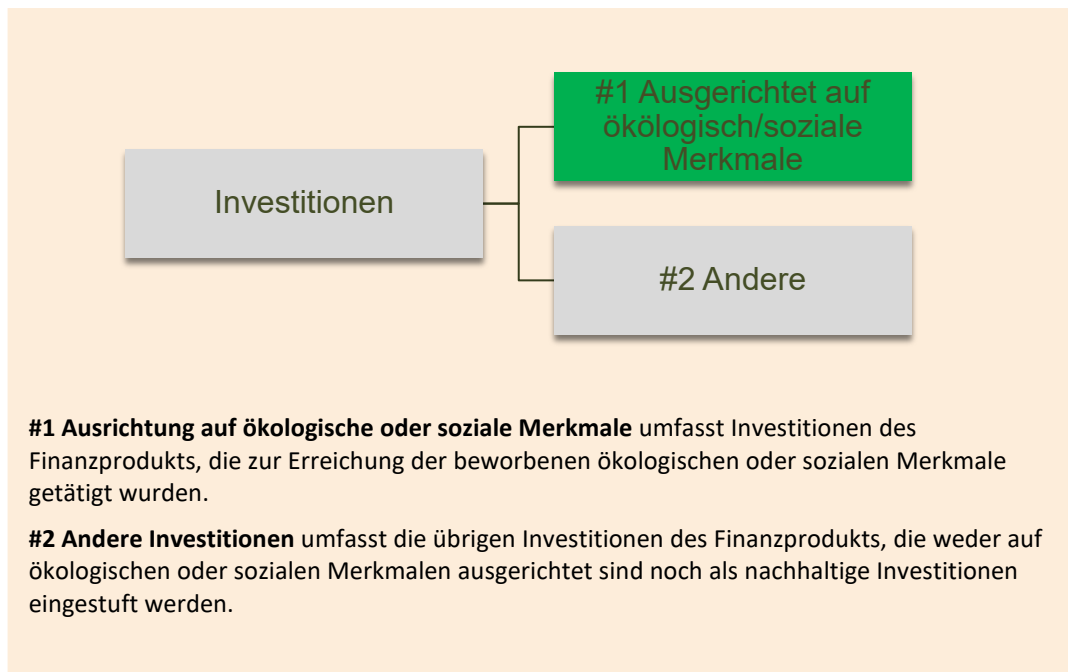 #1 Ausgerichtet auf
ökölogisch/soziale
Merkmale
Investitionen
#2 Andere
#1 Ausrichtung auf ökologische oder soziale Merkmale umfasst Investitionen des
Finanzprodukts, die zur Erreichung der beworbenen ökologischen oder sozialen Merkmale
getätigt wurden.
#2 Andere Investitionen umfasst die übrigen Investitionen des Finanzprodukts, die weder auf
ökologischen oder sozialen Merkmalen ausgerichtet sind noch als nachhaltige Investitionen
eingestuft werden.